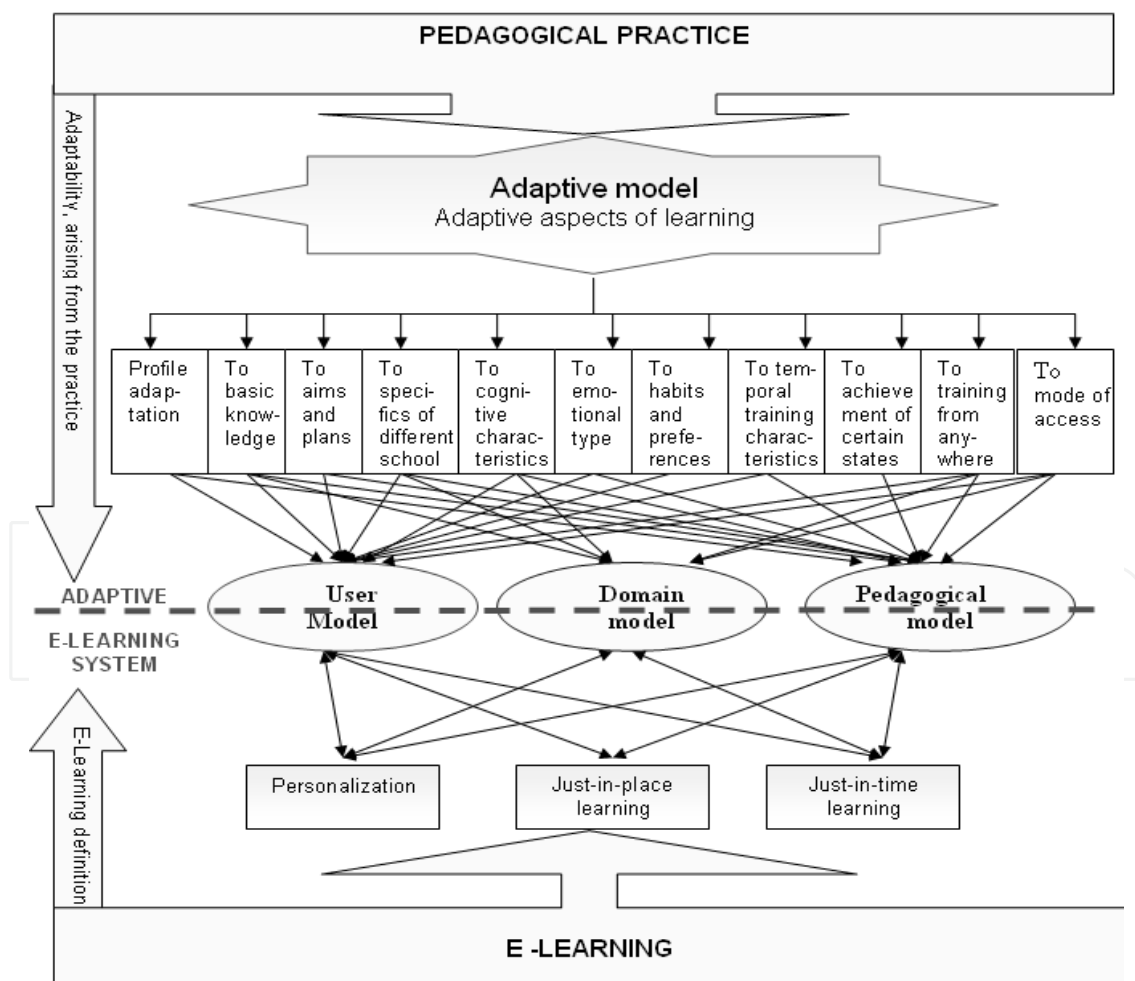 PEDAGOGICAL PRACTICE
Adaptability, arising from the practice
Adaptive model
Adaptive aspects of learning
Profile
adap-
tation
To
basic
know-
ledge
To
aims
and
plans
To
speci-
fics of
different
school
To
cog-
nitive
charac-
teristics
To
emo-
tional
type
To
habits
and
prefe-
rences
To tem-
poral
training
charac-
teristics
To
achieve
ment of
certain
states
To
training
from
any-
where
To
mode of
access
ADAPTIVE
E-LEARNING
SYSTEM
User
Model
Domain
model
Pedagogical
model
E-Learning definition
Personalization
Just-in-place
learning
Just-in-time
learning
E -LEARNING